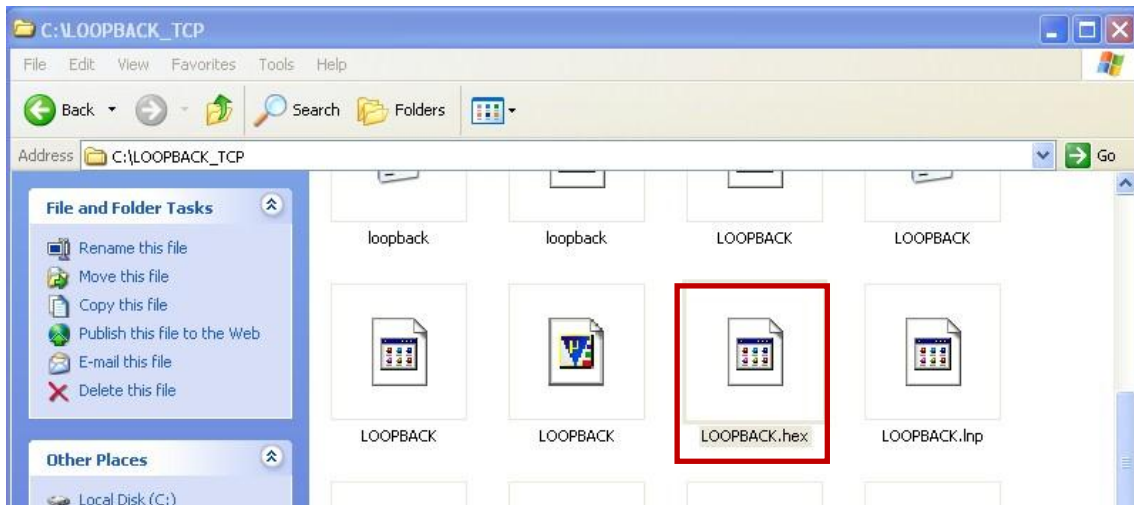 C:\LOOPBACK_TCP
File Edit View Favorites Tools Help
Back Search Folders
Address C:\LOOPBACK_TCP Go
File and Folder Tasks
Rename this file
Move this file
Copy this file
Publish this file to the Web
E-mail this file
Delete this file
Other Places
Local Disk (C:)
loopback loopback LOOPBACK LOOPBACK
LOOPBACK LOOPBACK LOOPBACK.hex LOOPBACK.lnp